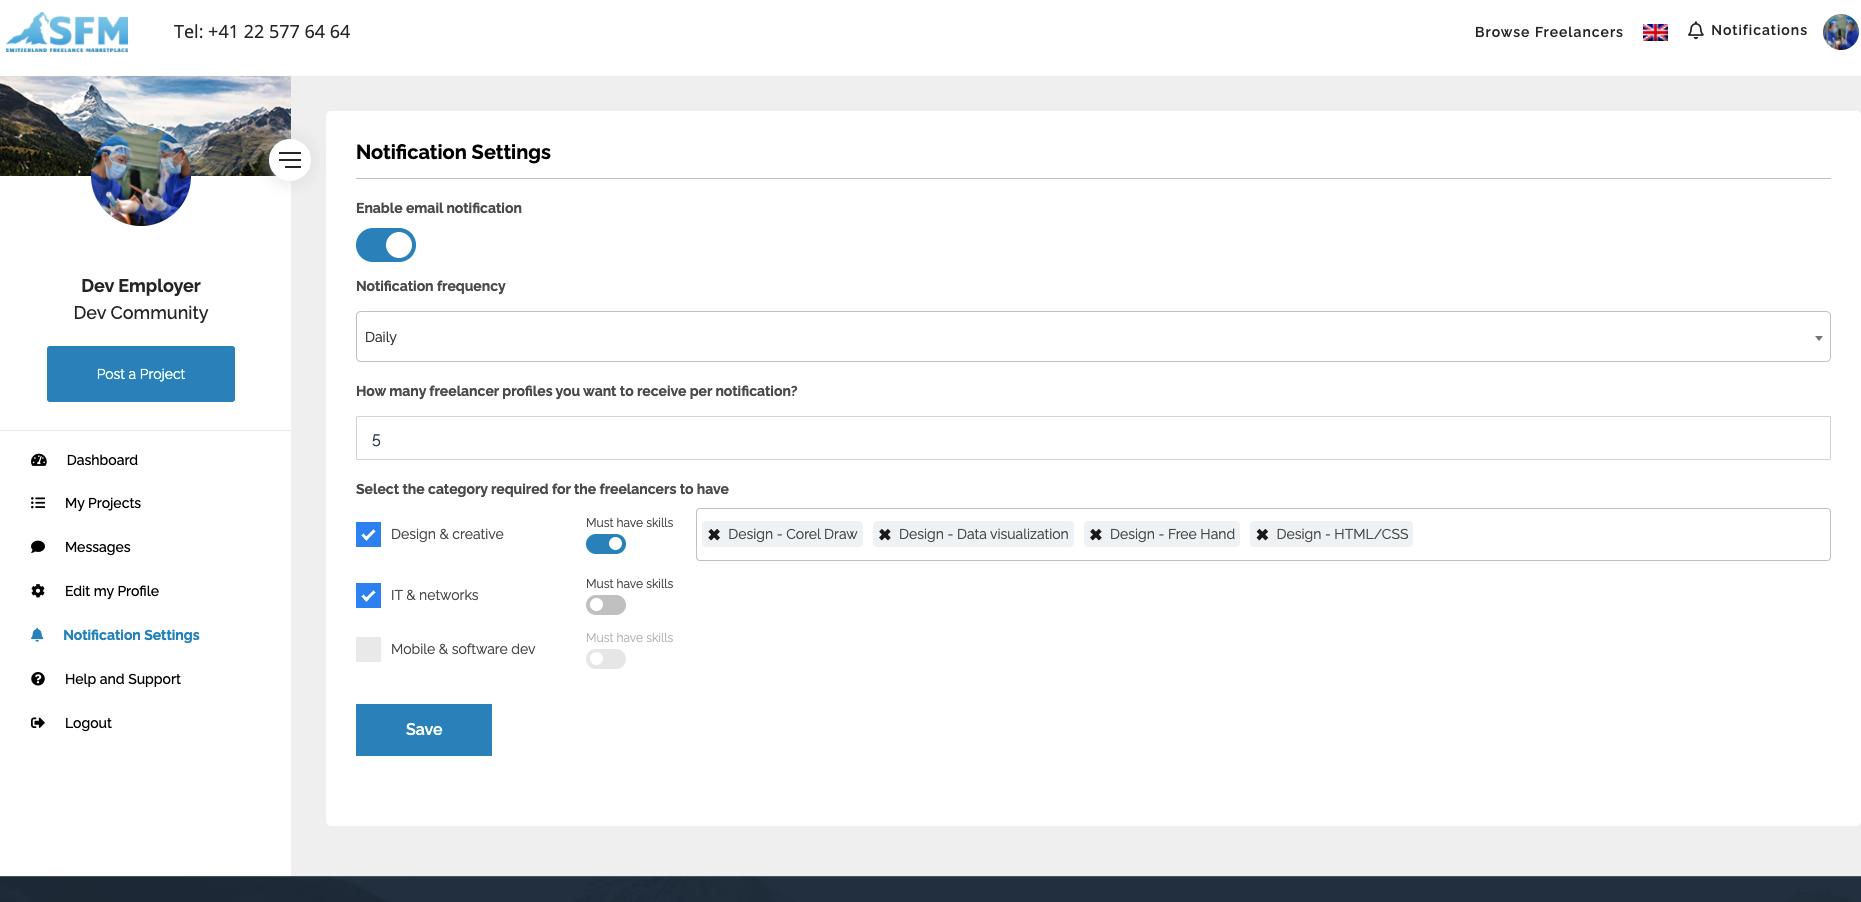 SFM
SWITZERLAND FREELANCE MARKETPLACE
Tel: +41 22 577 64 64
Browse Freelancers
Notifications
Dev Employer
Dev Community
Post a Project
Dashboard
My Projects
Messages
Edit my Profile
Notification Settings
Help and Support
Logout
Notification Settings
Enable email notification
Notification frequency
Daily
How many freelancer profiles you want to receive per notification?
5
Select the category required for the freelancers to have
Design & creative
Must have skills
✖ Design - Corel Draw ✖ Design - Data visualization ✖ Design - Free Hand ✖ Design - HTML/CSS
IT & networks
Must have skills
Mobile & software dev
Must have skills
Save